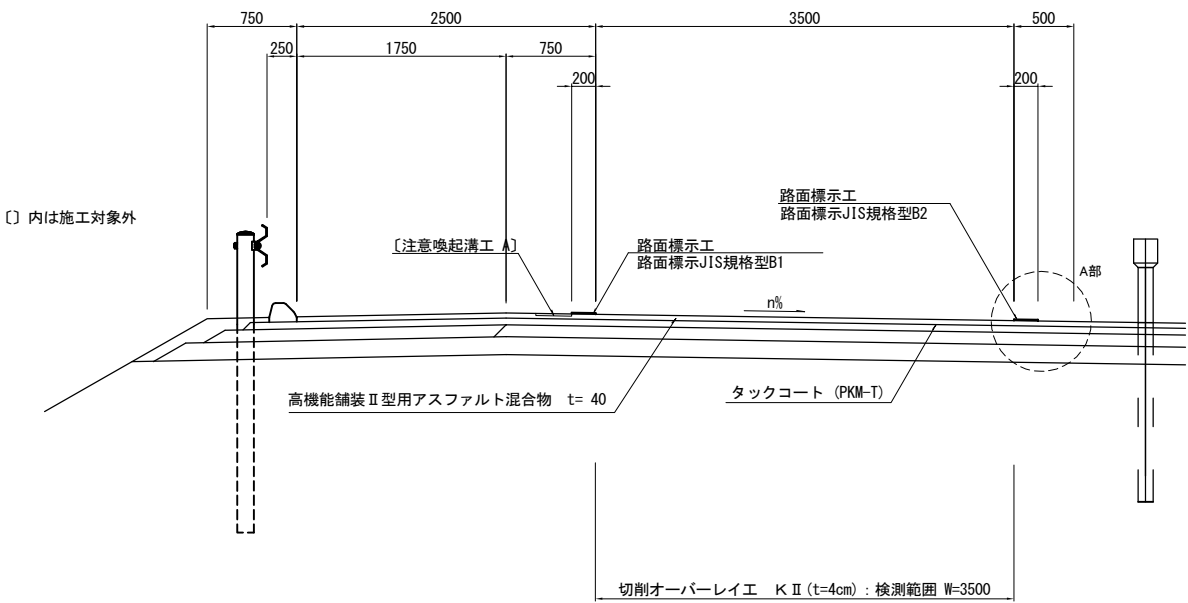 750
2500
3500
500
250
1750
750
200
200
〔〕内は施工対象外
路面標示工
路面標示JIS規格型B2
〔注意喚起溝工 A〕
路面標示工
路面標示JIS規格型B1
A部
n%
高機能舗装Ⅱ型用アスファルト混合物 t= 40
タックコート (PKM-T)
切削オーバーレイエ KⅡ(t=4cm) : 検測範囲 W=3500